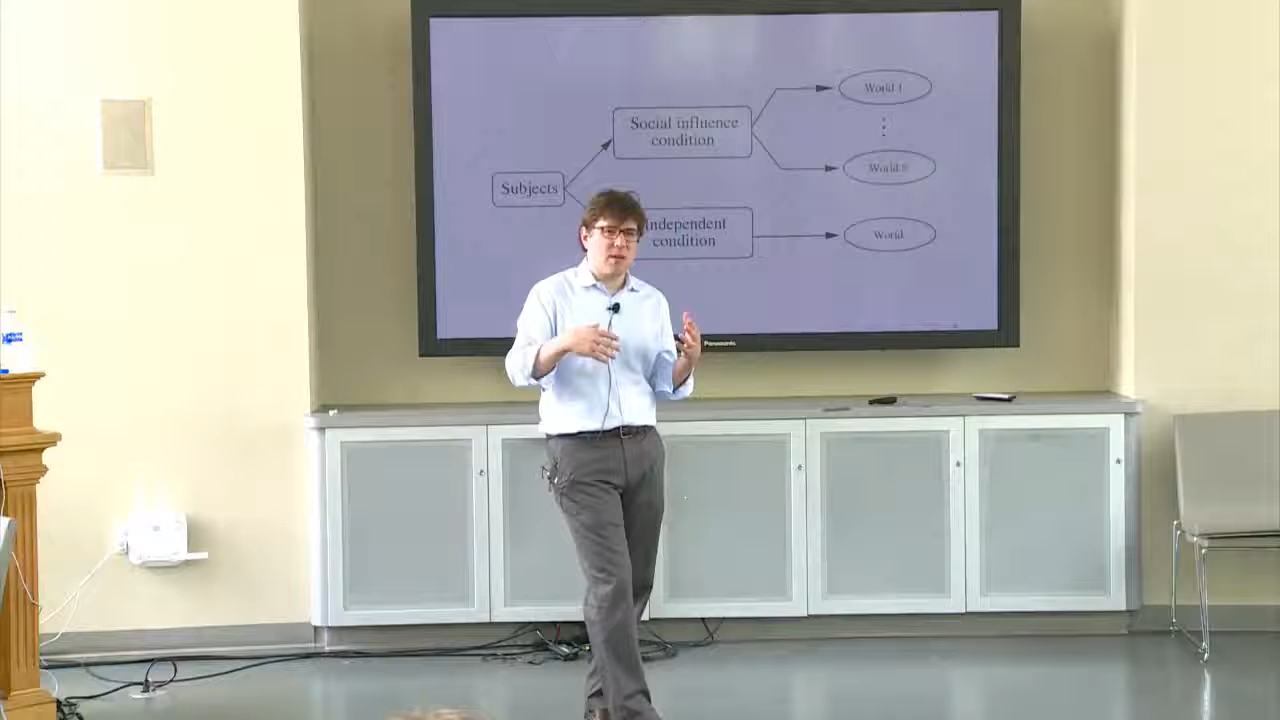 World 1
Social influence
condition
World 8
Subjects
Independent
condition
World
Panasonic